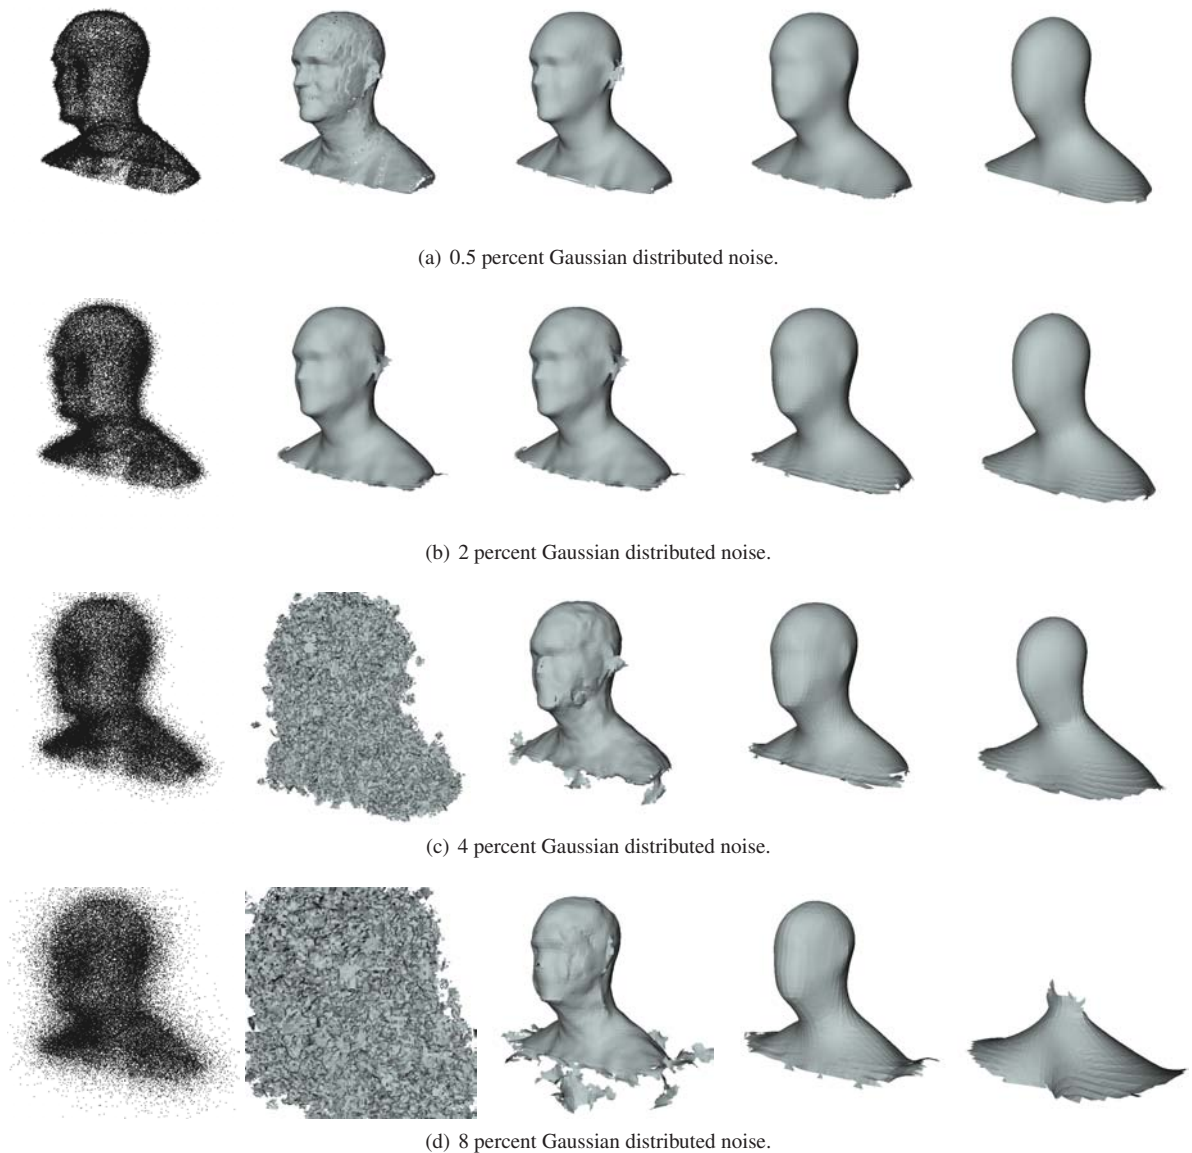 (a) 0.5 percent Gaussian distributed noise.
(b) 2 percent Gaussian distributed noise.
(c) 4 percent Gaussian distributed noise.
(d) 8 percent Gaussian distributed noise.